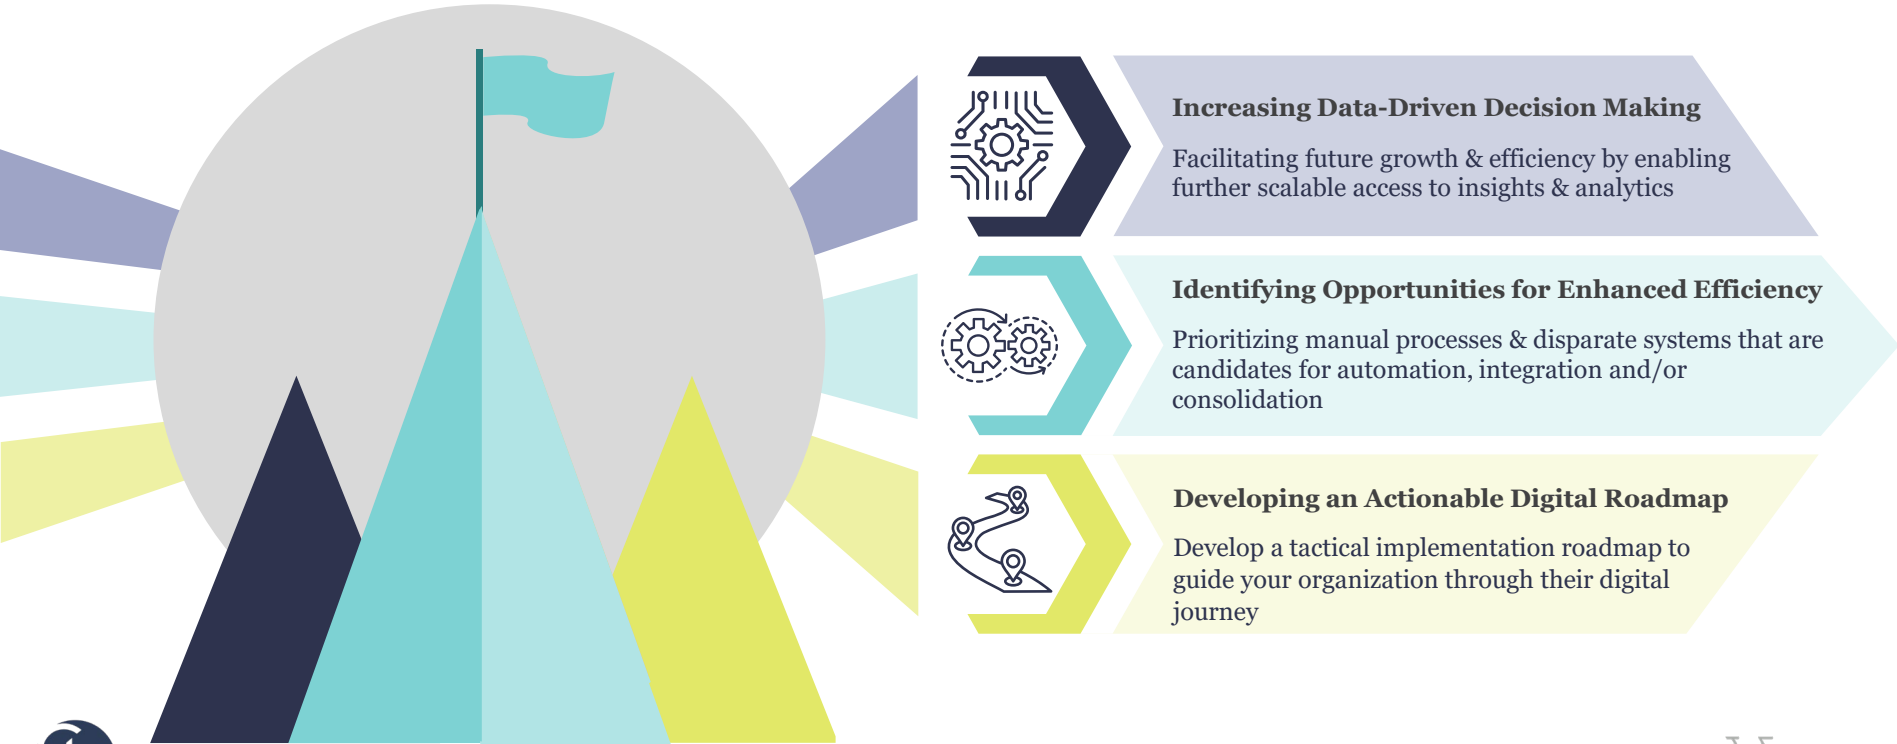 Increasing Data-Driven Decision Making
Facilitating future growth & efficiency by enabling
further scalable access to insights & analytics
Identifying Opportunities for Enhanced Efficiency
Prioritizing manual processes & disparate systems that are
candidates for automation, integration and/or
consolidation
Developing an Actionable Digital Roadmap
Develop a tactical implementation roadmap to
guide your organization through their digital
journey